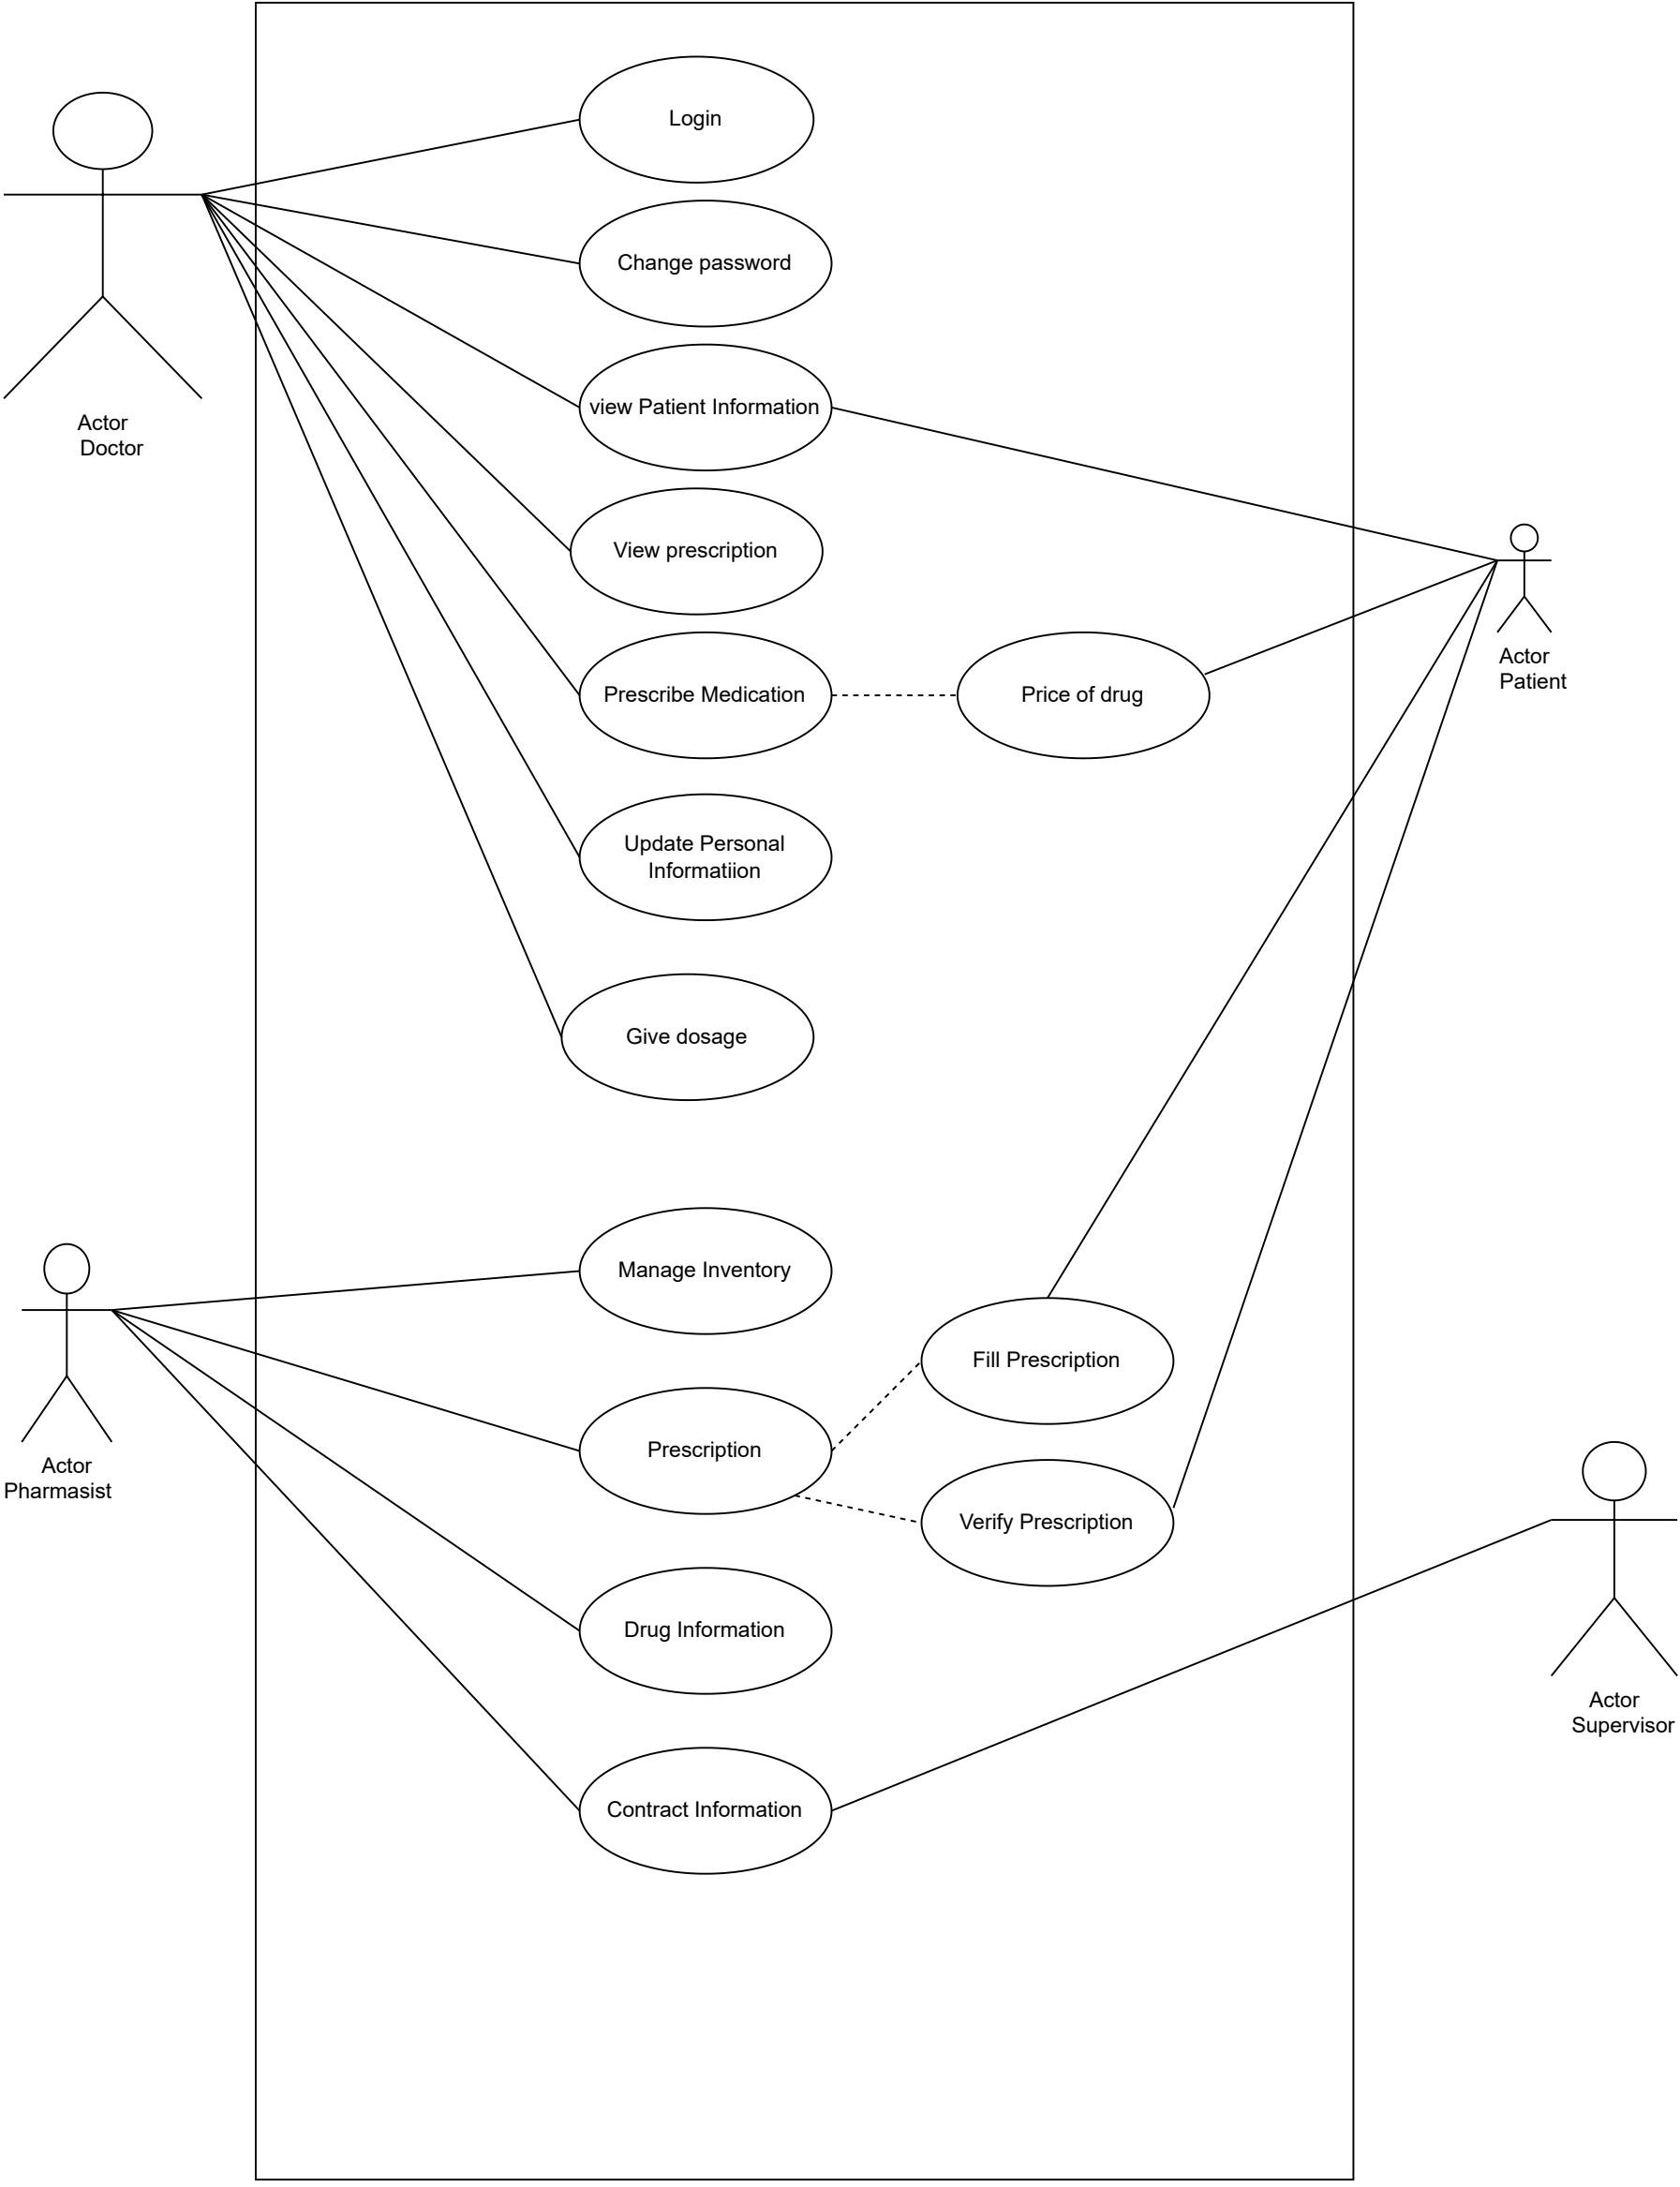 Login
Change password
view Patient Information
Actor
Doctor
View prescription
Actor
Patient
Prescribe Medication
Price of drug
Update Personal
Informatiion
Give dosage
Manage Inventory
Fill Prescription
Prescription
Actor
Pharmasist
Verify Prescription
Drug Information
Actor
Supervisor
Contract Information